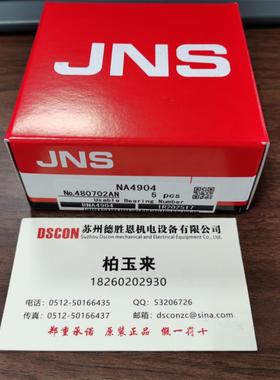 JNS
JNS
NA4904
No.480702AN 5 pcs
Usable Bearing Number
RNA4904 IR202517
DSCON 苏州德胜恩机电设备有限公司
Suzhou Dscon mechanical and Electrical Equipment Co., Ltd.
柏玉来
18260202930
电话：0512-50166435 QQ：53206726
传真：0512-50166437 邮箱：dsconzc@sina.com
郑重承诺 原装正品 假一罚十